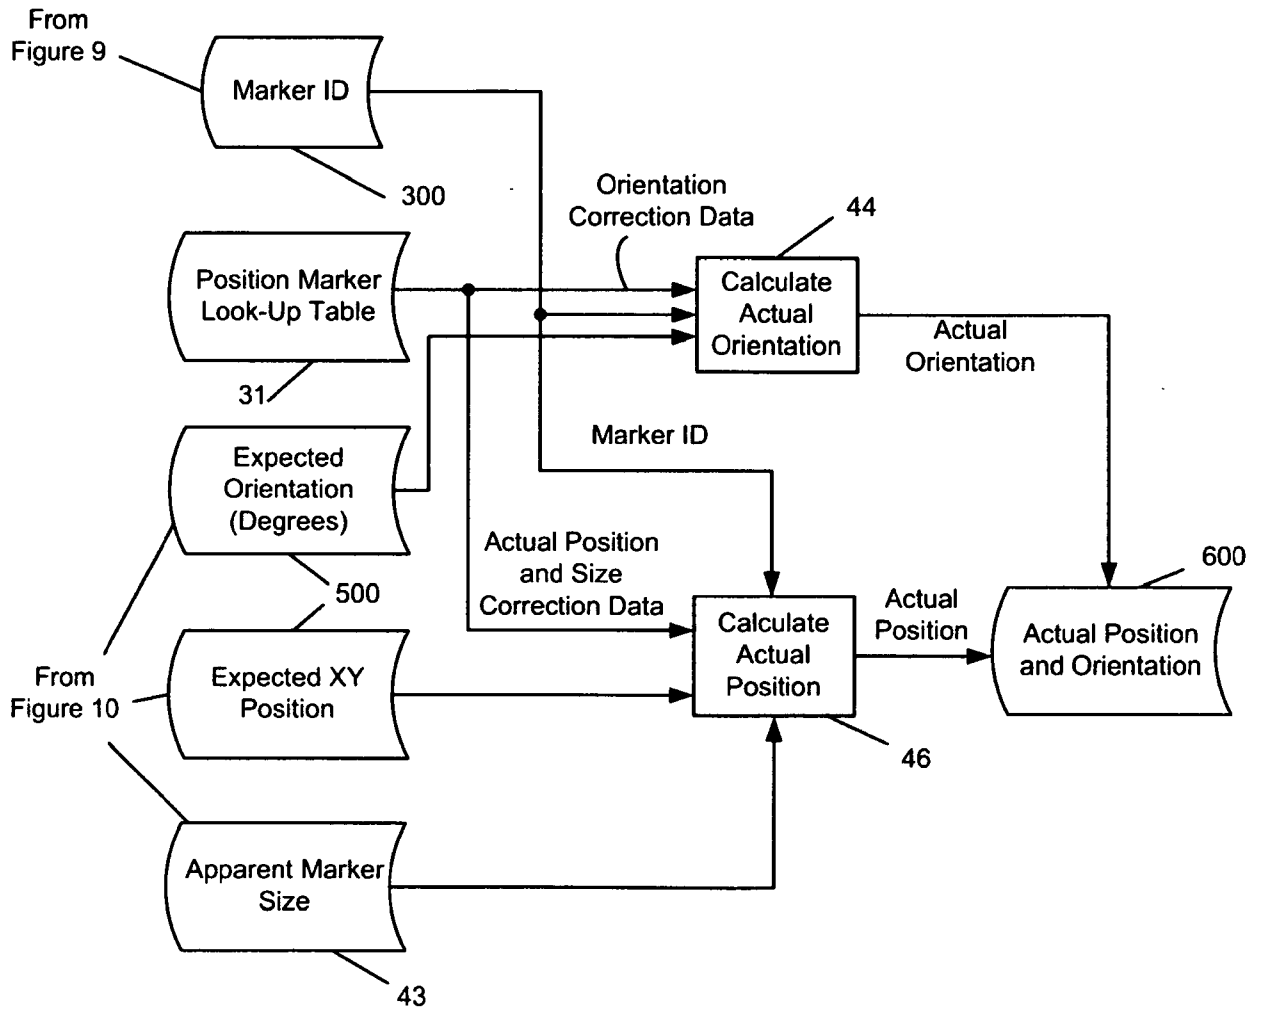 From
Figure 9
Marker ID
300
Orientation
Correction Data
44
Position Marker
Look-Up Table
31
Calculate
Actual
Orientation
Actual
Orientation
Marker ID
Expected
Orientation
(Degrees)
500
Actual Position
and Size
Correction Data
600
From
Figure 10
Expected XY
Position
Calculate
Actual
Position
Actual
Position
Actual Position
and Orientation
46
Apparent Marker
Size
43